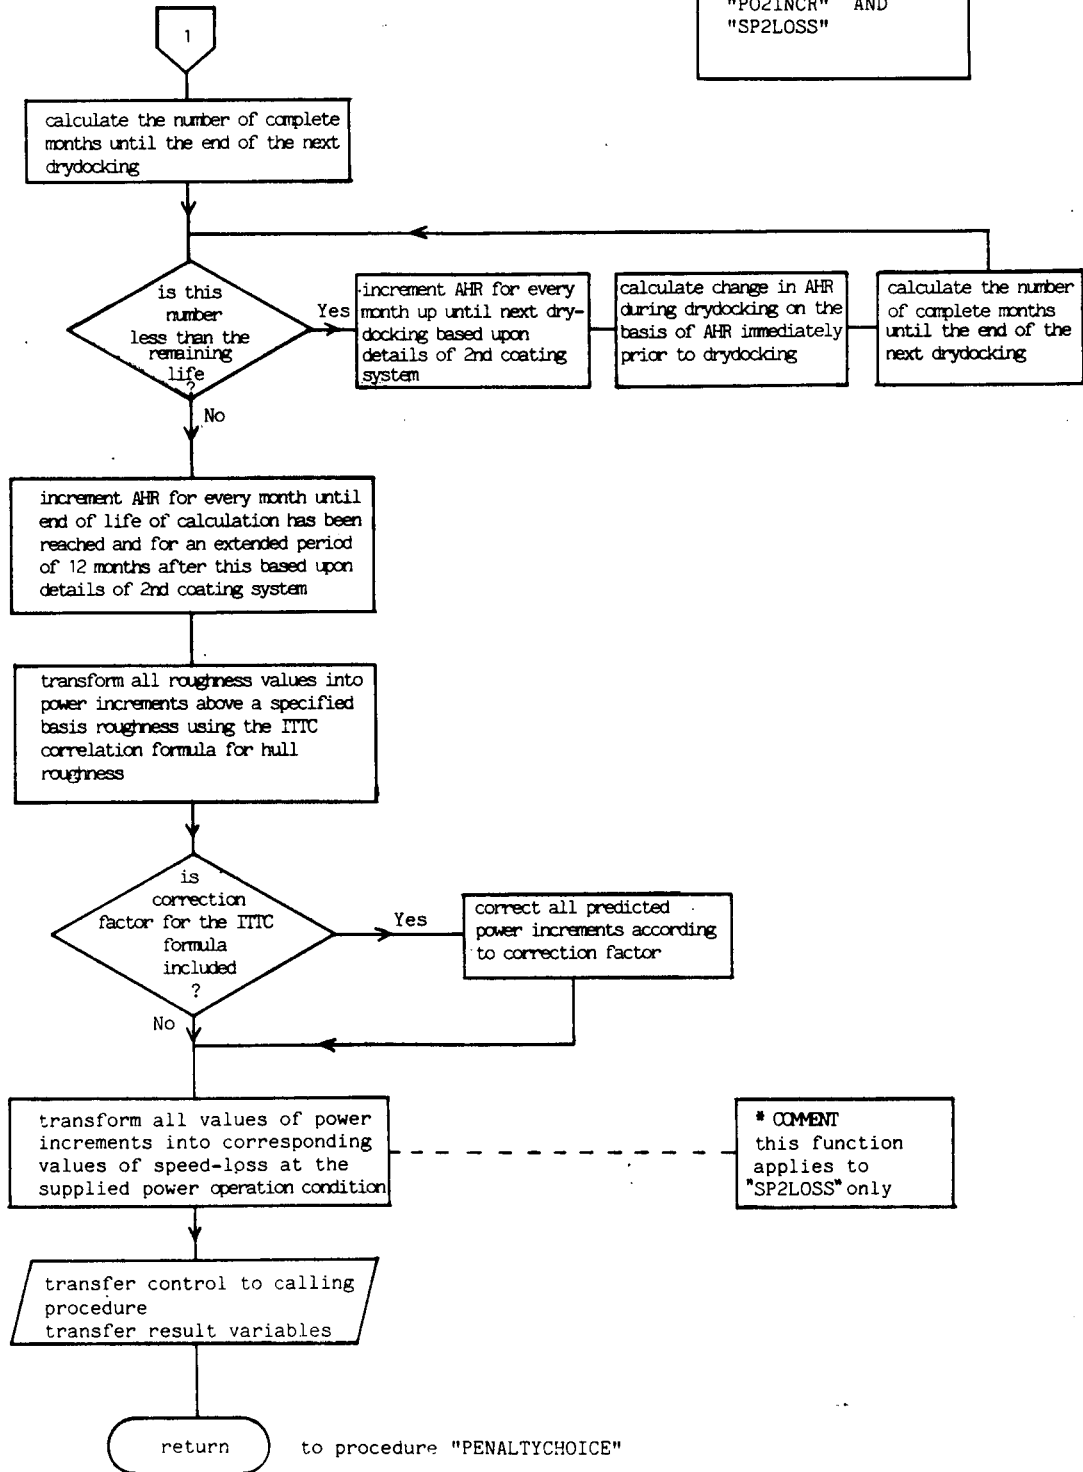 "PO2INCR" AND
"SP2LOSS"
1
calculate the number of complete
months until the end of the next
drydocking
is this
number
less than the
remaining
life
?
Yes
increment AHR for every
month up until next dry-
docking based upon
details of 2nd coating
system
calculate change in AHR
during drydocking on the
basis of AHR immediately
prior to drydocking
calculate the number
of complete months
until the end of the
next drydocking
No
increment AHR for every month until
end of life of calculation has been
reached and for an extended period
of 12 months after this based upon
details of 2nd coating system
transform all roughness values into
power increments above a specified
basis roughness using the ITTC
correlation formula for hull
roughness
is
correction
factor for the ITTC
formula
included
?
Yes
correct all predicted
power increments according
to correction factor
No
transform all values of power
increments into corresponding
values of speed-loss at the
supplied power operation condition
* COMMENT
this function
applies to
"SP2LOSS" only
transfer control to calling
procedure
transfer result variables
return
to procedure "PENALTYCHOICE"